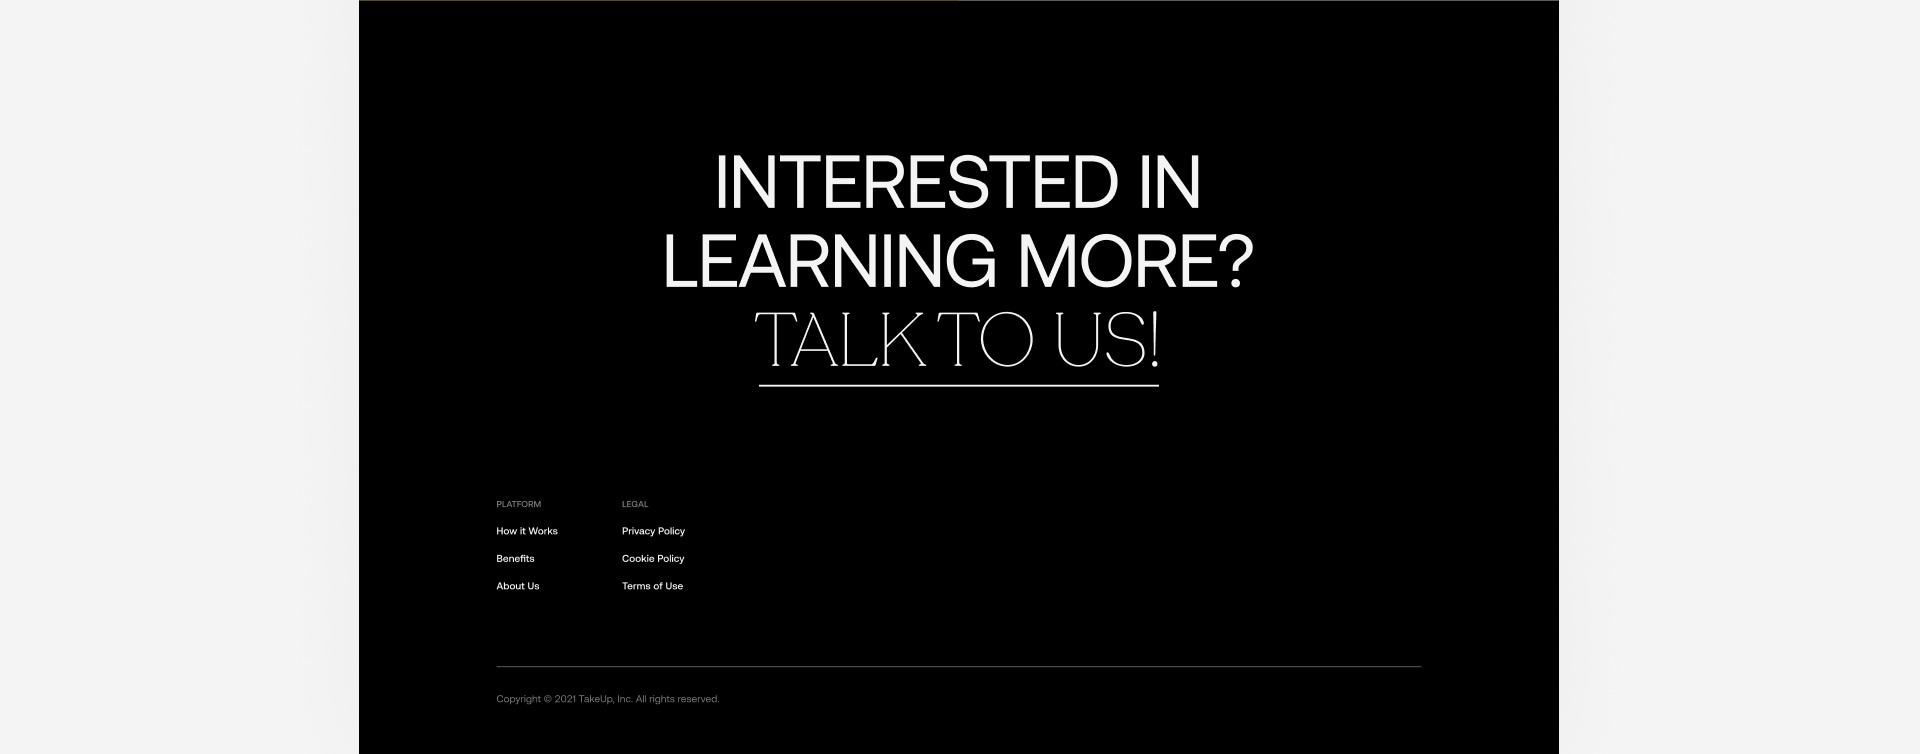 INTERESTED IN
LEARNING MORE?
TALK TO US!
PLATFORM
How it Works
Benefits
About Us
LEGAL
Privacy Policy
Cookie Policy
Terms of Use
Copyright © 2021 TakeUp, Inc. All rights reserved.